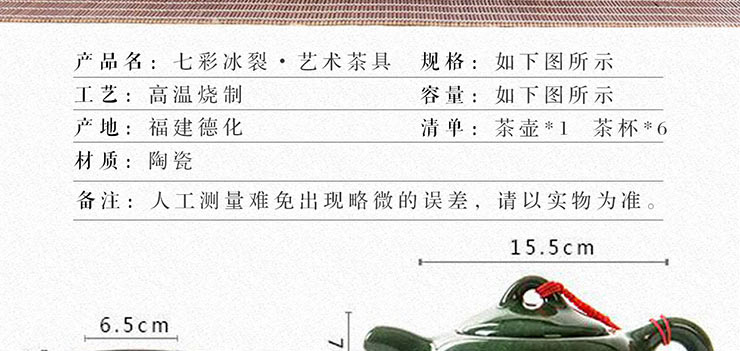 产品名：七彩冰裂·艺术茶具 规格：如下图所示
工艺：高温烧制 容量：如下图所示
产地：福建德化 清单：茶壶*1 茶杯*6
材质：陶瓷
备注：人工测量难免出现略微的误差，请以实物为准。
15.5cm
6.5cm
7